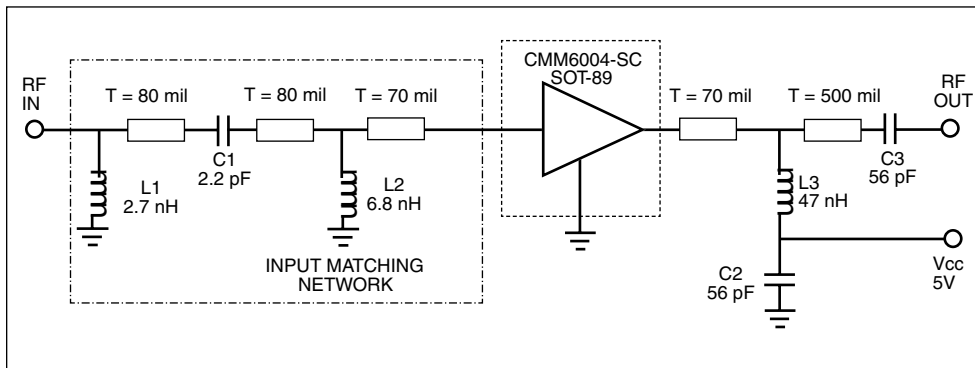 CMM6004-SC
SOT-89
RF
IN
T = 80 mil
T = 80 mil
T = 70 mil
T = 70 mil
T = 500 mil
RF
OUT
C1
2.2 pF
C3
56 pF
L1
2.7 nH
L2
6.8 nH
L3
47 nH
INPUT MATCHING
NETWORK
C2
56 pF
Vcc
5V